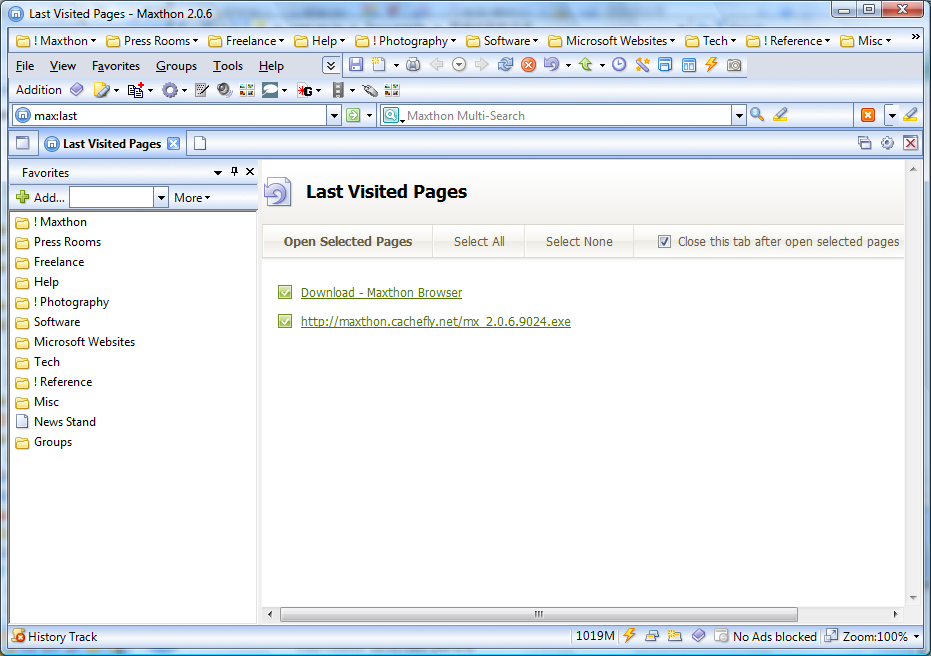 Last Visited Pages - Maxthon 2.0.6
! Maxthon Press Rooms Freelance Help ! Photography Software Microsoft Websites Tech ! Reference Misc »
File View Favorites Groups Tools Help
Addition G
max:last Maxthon Multi-Search
Last Visited Pages
Favorites
Add... More
! Maxthon
Press Rooms
Freelance
Help
! Photography
Software
Microsoft Websites
Tech
! Reference
Misc
News Stand
Groups
Last Visited Pages
Open Selected Pages Select All Select None Close this tab after open selected pages
Download - Maxthon Browser
http://maxthon.cachefly.net/mx_2.0.6.9024.exe
History Track 1019M No Ads blocked Zoom:100%